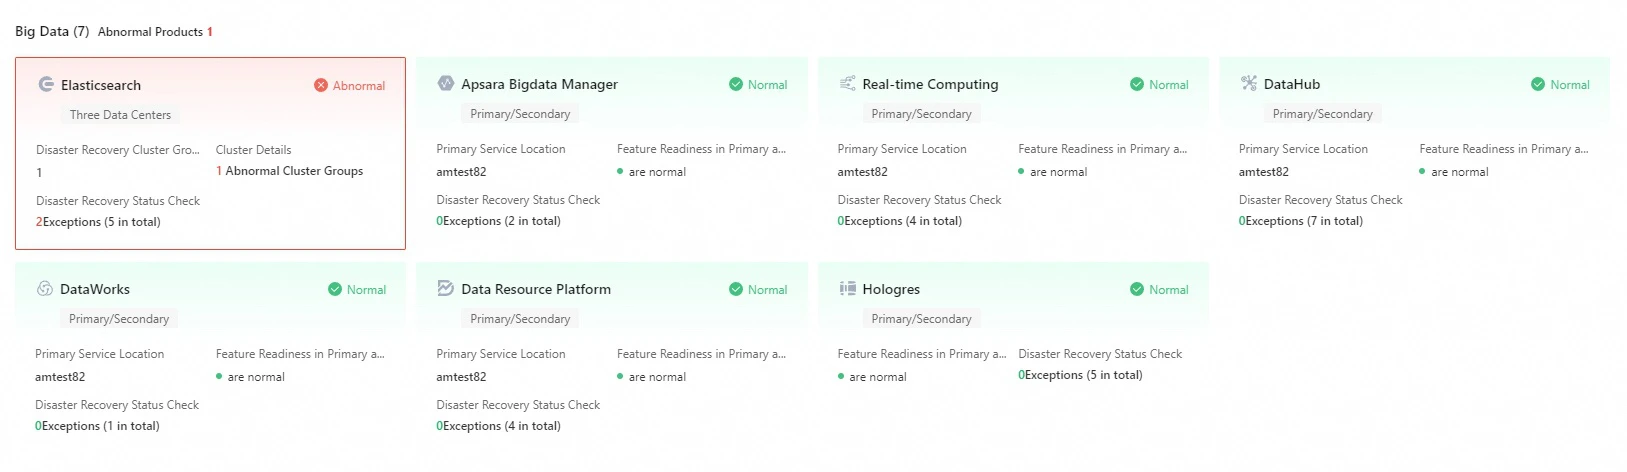 Big Data (7) Abnormal Products 1
Elasticsearch
Abnormal
Three Data Centers
Disaster Recovery Cluster Gro...
Cluster Details
1
1 Abnormal Cluster Groups
Disaster Recovery Status Check
2Exceptions (5 in total)
Apsara Bigdata Manager
Normal
Primary/Secondary
Primary Service Location
Feature Readiness in Primary a...
amtest82
are normal
Disaster Recovery Status Check
0Exceptions (2 in total)
Real-time Computing
Normal
Primary/Secondary
Primary Service Location
Feature Readiness in Primary a...
amtest82
are normal
Disaster Recovery Status Check
0Exceptions (4 in total)
DataHub
Normal
Primary/Secondary
Primary Service Location
Feature Readiness in Primary a...
amtest82
are normal
Disaster Recovery Status Check
0Exceptions (7 in total)
DataWorks
Normal
Primary/Secondary
Primary Service Location
Feature Readiness in Primary a...
amtest82
are normal
Disaster Recovery Status Check
0Exceptions (1 in total)
Data Resource Platform
Normal
Primary/Secondary
Primary Service Location
Feature Readiness in Primary a...
amtest82
are normal
Disaster Recovery Status Check
0Exceptions (4 in total)
Hologres
Normal
Primary/Secondary
Feature Readiness in Primary a...
Disaster Recovery Status Check
are normal
0Exceptions (5 in total)